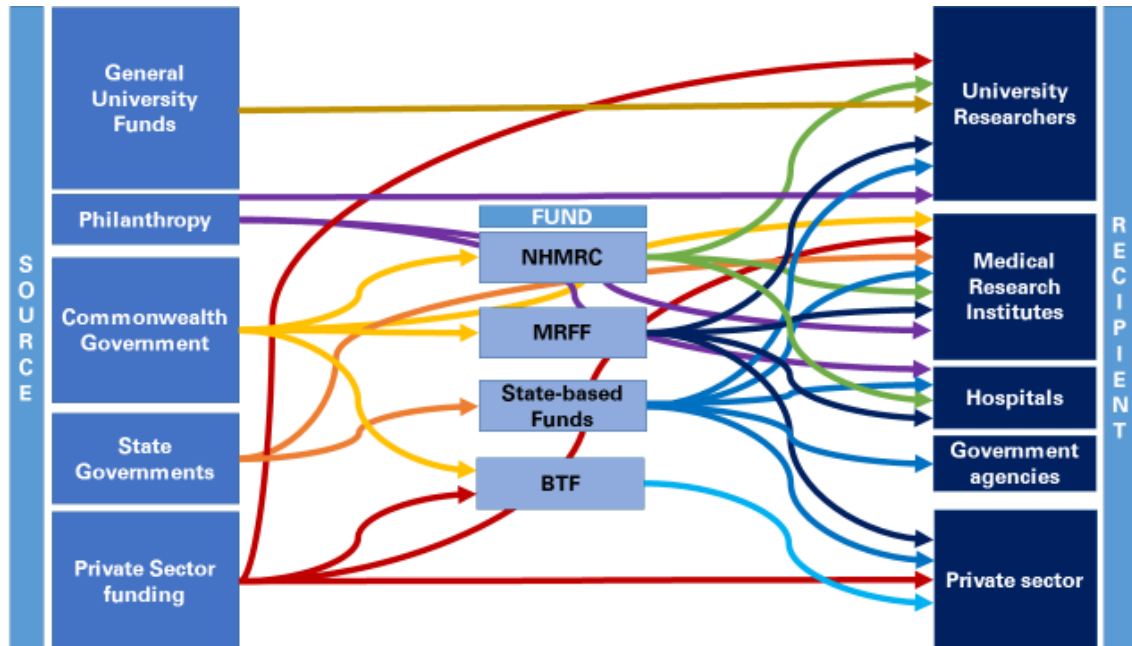 SOURCE
General
University
Funds
Philanthropy
Commonwealth
Government
State
Governments
Private Sector
funding
FUND
NHMRC
MRFF
State-based
Funds
BTF
University
Researchers
Medical
Research
Institutes
Hospitals
Government
agencies
Private sector
RECIPIENT